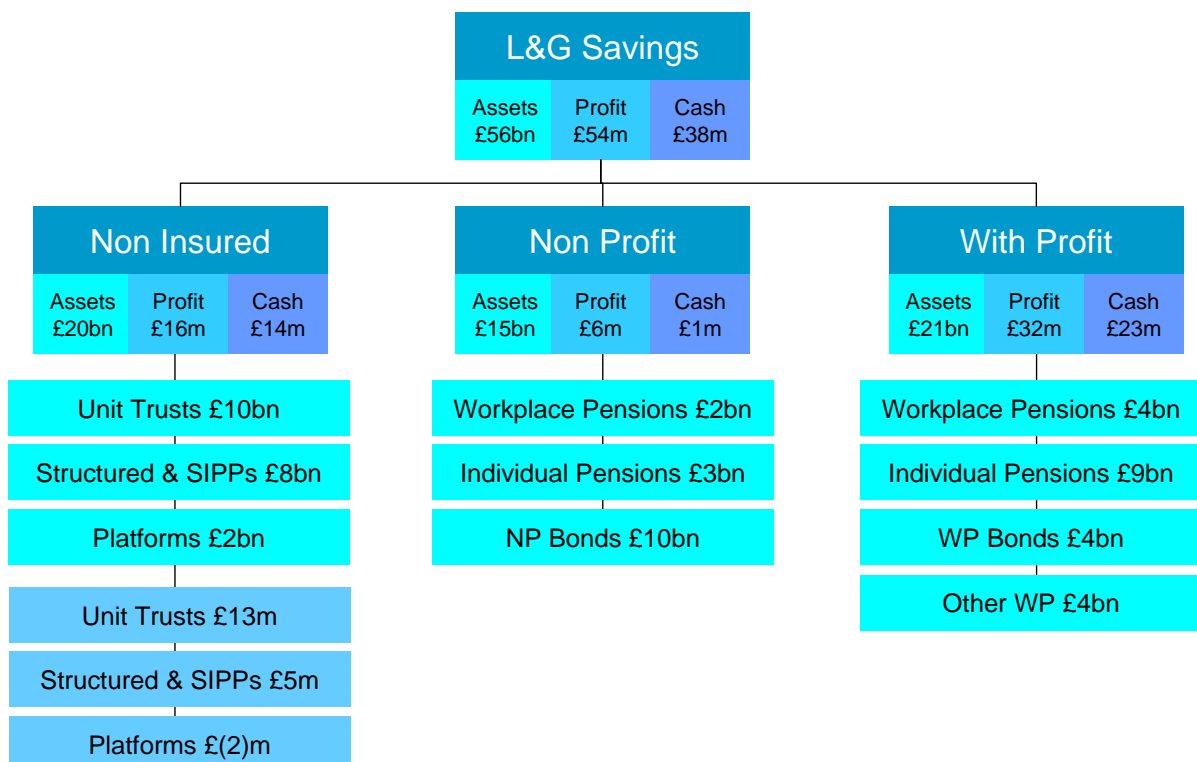 L&G Savings
Assets Profit Cash
£56bn £54m £38m
Non Insured
Assets Profit Cash
£20bn £16m £14m
Unit Trusts £10bn
Structured & SIPPs £8bn
Platforms £2bn
Unit Trusts £13m
Structured & SIPPs £5m
Platforms £(2)m
Non Profit
Assets Profit Cash
£15bn £6m £1m
Workplace Pensions £2bn
Individual Pensions £3bn
NP Bonds £10bn
With Profit
Assets Profit Cash
£21bn £32m £23m
Workplace Pensions £4bn
Individual Pensions £9bn
WP Bonds £4bn
Other WP £4bn